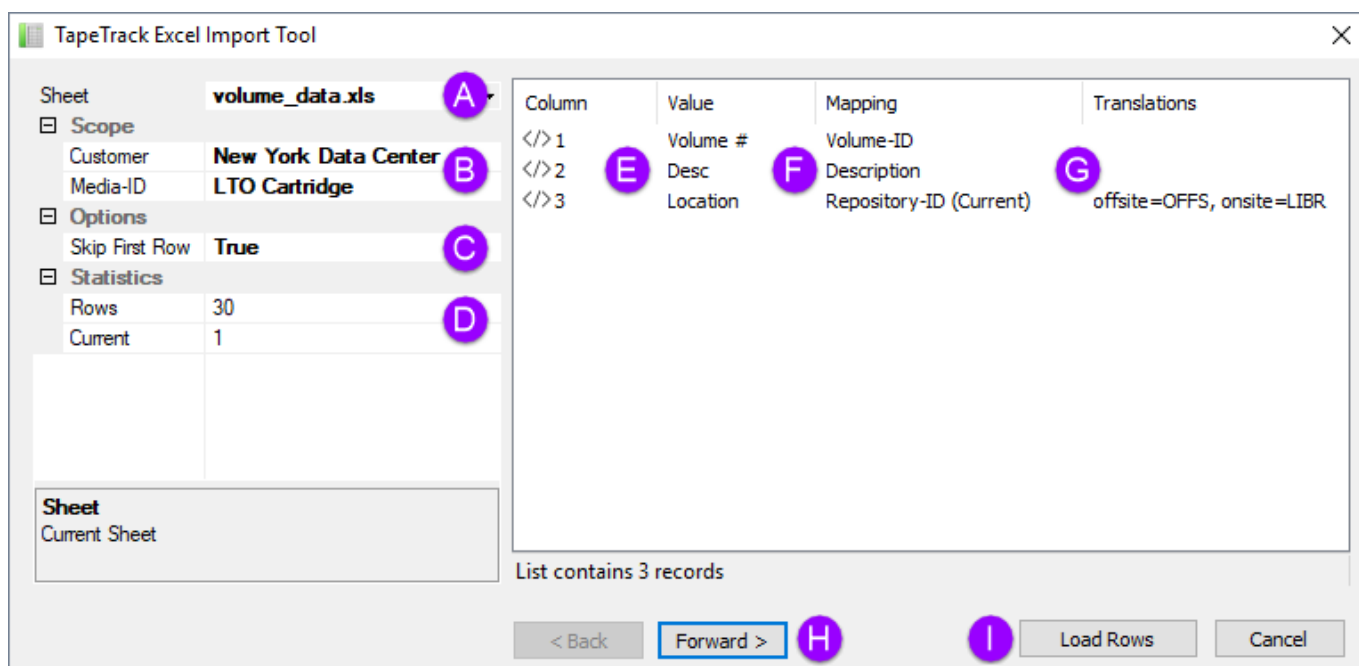 TapeTrack Excel Import Tool
Sheet volume_data.xls A
Scope
Customer New York Data Center
B
Media-ID LTO Cartridge
Options
Skip First Row True C
Statistics
Rows 30
D
Current 1
Sheet
Current Sheet
Column Value Mapping Translations
</> 1 Volume # Volume-ID
</> 2 E Desc F Description G
</> 3 Location Repository-ID (Current) offsite=OFFS, onsite=LIBR
List contains 3 records
< Back Forward > H I Load Rows Cancel